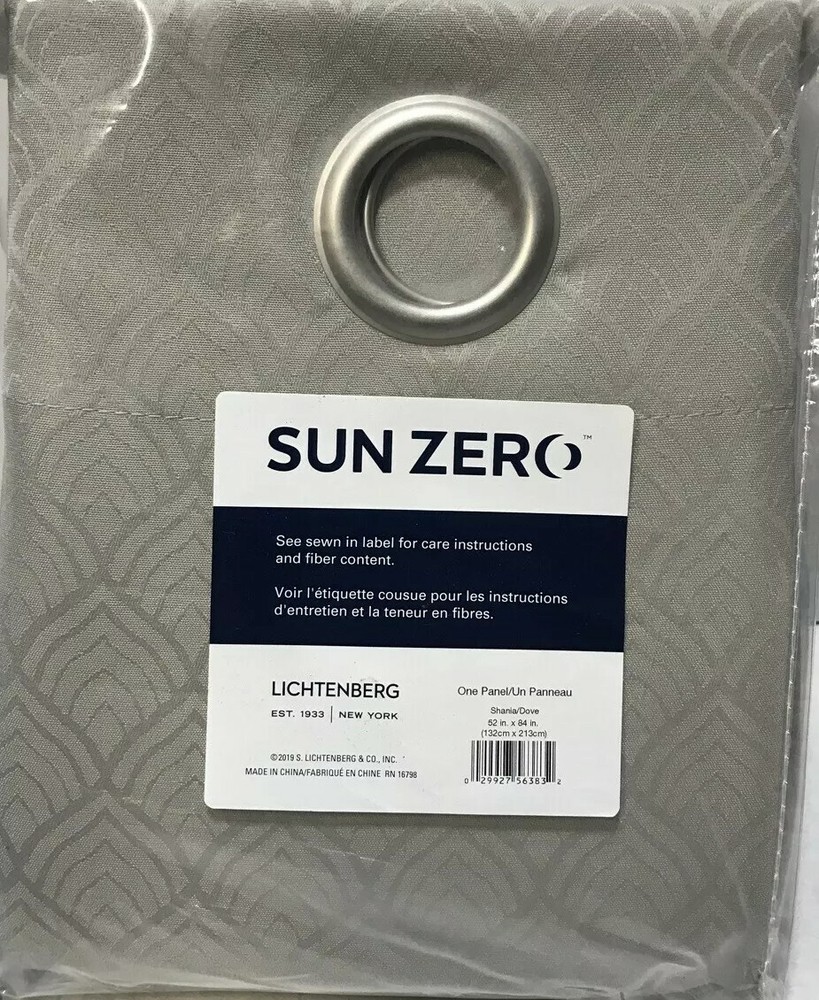 SUN ZERO™
See sewn in label for care instructions
and fiber content.
Voir l'étiquette cousue pour les instructions
d'entretien et la teneur en fibres.
LICHTENBERG
EST. 1933 | NEW YORK
©2019 S. LICHTENBERG & CO., INC.
MADE IN CHINA/FABRIQUÉ EN CHINE RN 16798
One Panel/Un Panneau
Shania/Dove
52 in. x 84 in.
(132cm x 213cm)
0 29927 56383 2